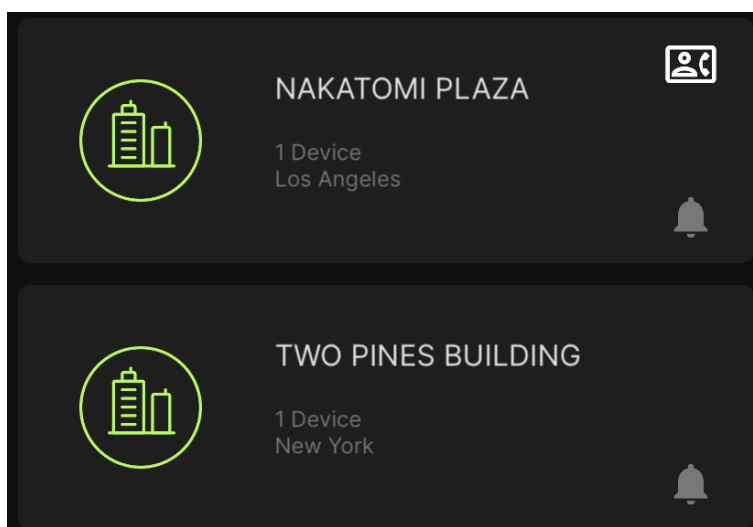 NAKATOMI PLAZA
1 Device
Los Angeles
TWO PINES BUILDING
1 Device
New York